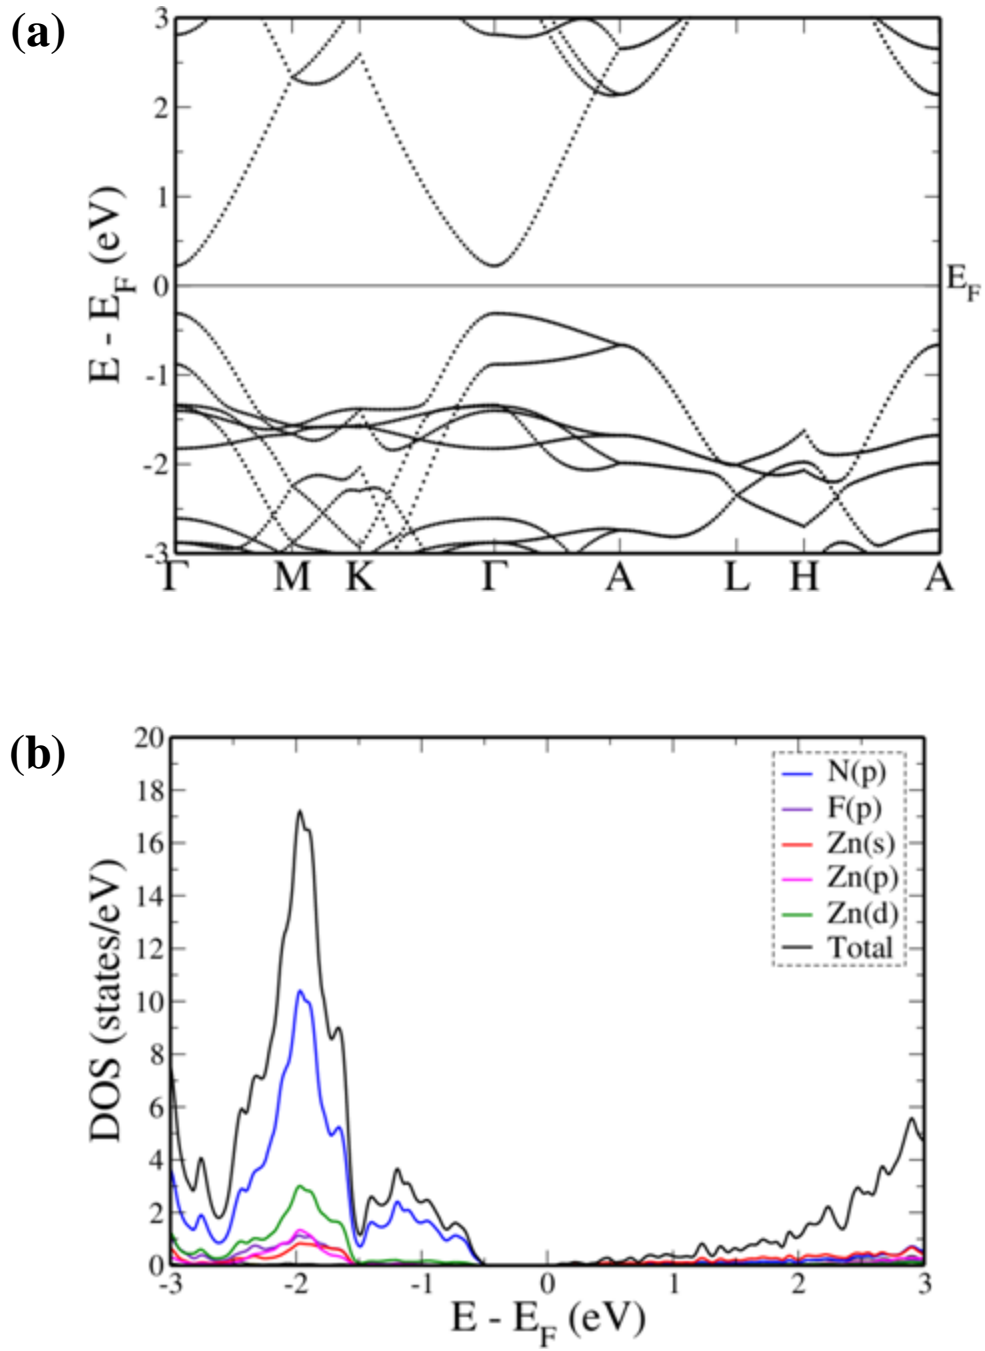 (a)
3
2
1
0
-1
-2
-3
E - E_F (eV)
E_F
Γ M K Γ A L H A
(b)
20
18
16
14
12
10
8
6
4
2
0
DOS (states/eV)
N(p)
F(p)
Zn(s)
Zn(p)
Zn(d)
Total
-3 -2 -1 0 1 2 3
E - E_F (eV)